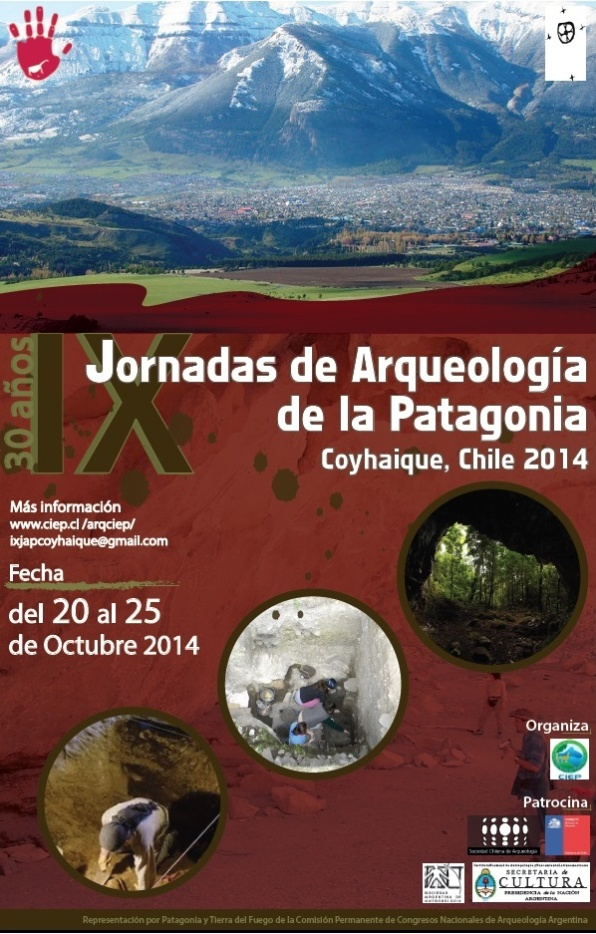 30 años
IX
Jornadas de Arqueología
de la Patagonia
Coyhaique, Chile 2014
Más información
www.ciep.cl /arqciep/
ixjapcoyhaique@gmail.com
Fecha
del 20 al 25
de Octubre 2014
Organiza
CIEP
Patrocina
Sociedad Chilena de Arqueología
SOCIEDAD
ARGENTINA DE
ANTROPOLOGIA
SECRETARIA de
CULTURA
PRESIDENCIA de la NACIÓN
ARGENTINA
Representación por Patagonia y Tierra del Fuego de la Comisión Permanente de Congresos Nacionales de Arqueología Argentina